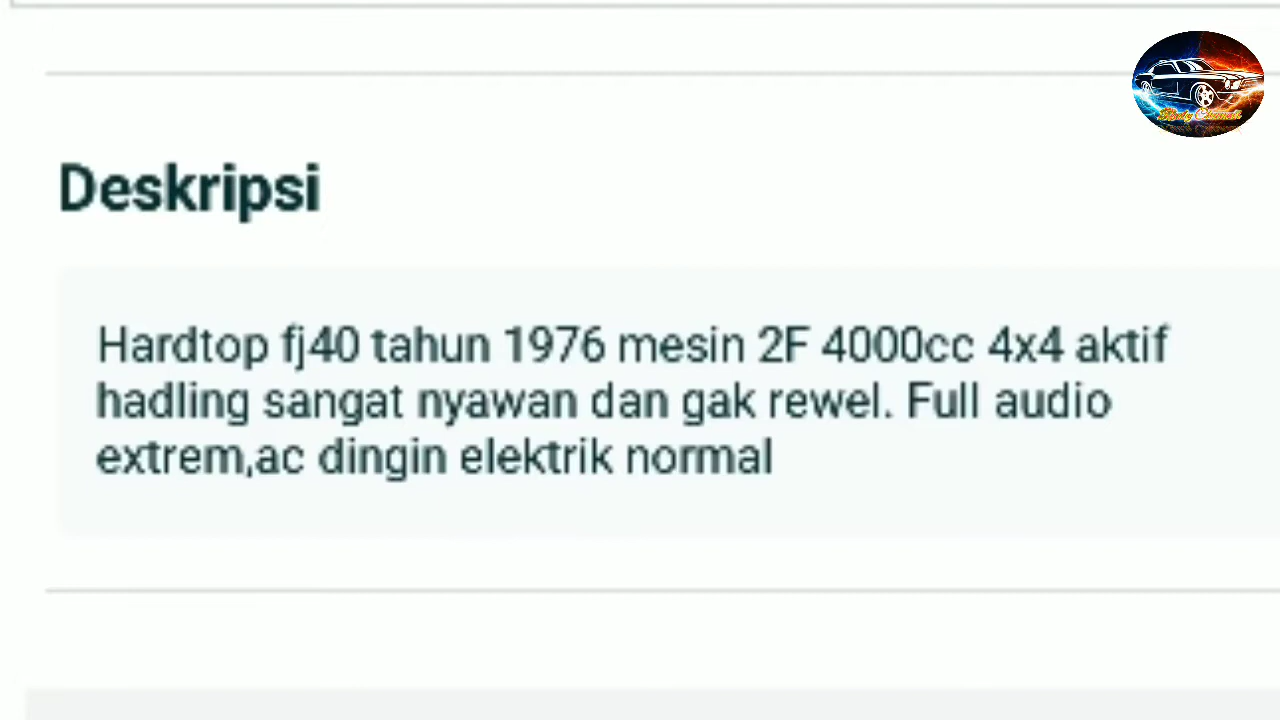 Deskripsi
Hardtop fj40 tahun 1976 mesin 2F 4000cc 4x4 aktif
hadling sangat nyawan dan gak rewel. Full audio
extrem,ac dingin elektrik normal